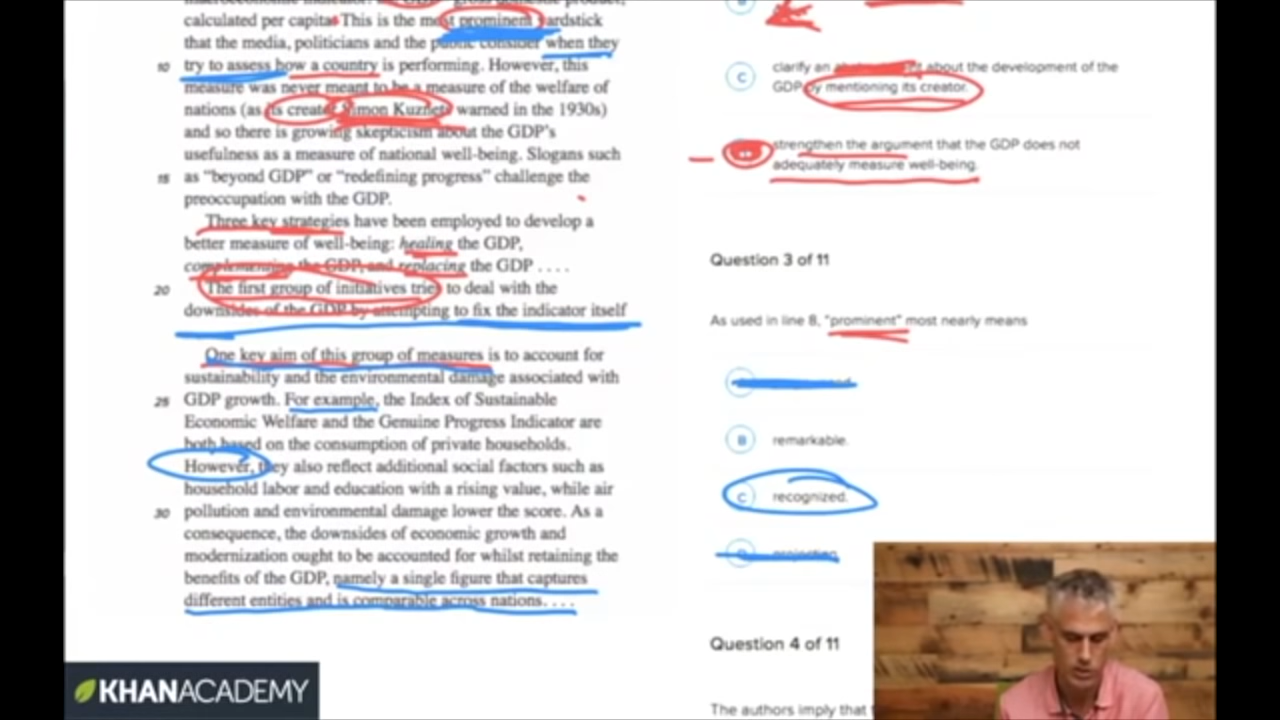 calculated per capita. This is the most prominent yardstick
that the media, politicians and the public consider when they
10 try to assess how a country is performing. However, this
measure was never meant to be a measure of the welfare of
nations (as its creator Simon Kuznets warned in the 1930s)
and so there is growing skepticism about the GDP's
usefulness as a measure of national well-being. Slogans such
15 as “beyond GDP” or “redefining progress” challenge the
preoccupation with the GDP.
Three key strategies have been employed to develop a
better measure of well-being: healing the GDP,
complementing the GDP, and replacing the GDP . . . .
20 The first group of initiatives tries to deal with the
downsides of the GDP by attempting to fix the indicator itself
One key aim of this group of measures is to account for
sustainability and the environmental damage associated with
25 GDP growth. For example, the Index of Sustainable
Economic Welfare and the Genuine Progress Indicator are
both based on the consumption of private households.
However, they also reflect additional social factors such as
household labor and education with a rising value, while air
30 pollution and environmental damage lower the score. As a
consequence, the downsides of economic growth and
modernization ought to be accounted for whilst retaining the
benefits of the GDP, namely a single figure that captures
different entities and is comparable across nations. . . .
KHANACADEMY
C clarify an about the development of the
GDP by mentioning its creator.
strengthen the argument that the GDP does not
adequately measure well-being.
Question 3 of 11
As used in line 8, "prominent" most nearly means
B remarkable.
C recognized.
Question 4 of 11
The authors imply that